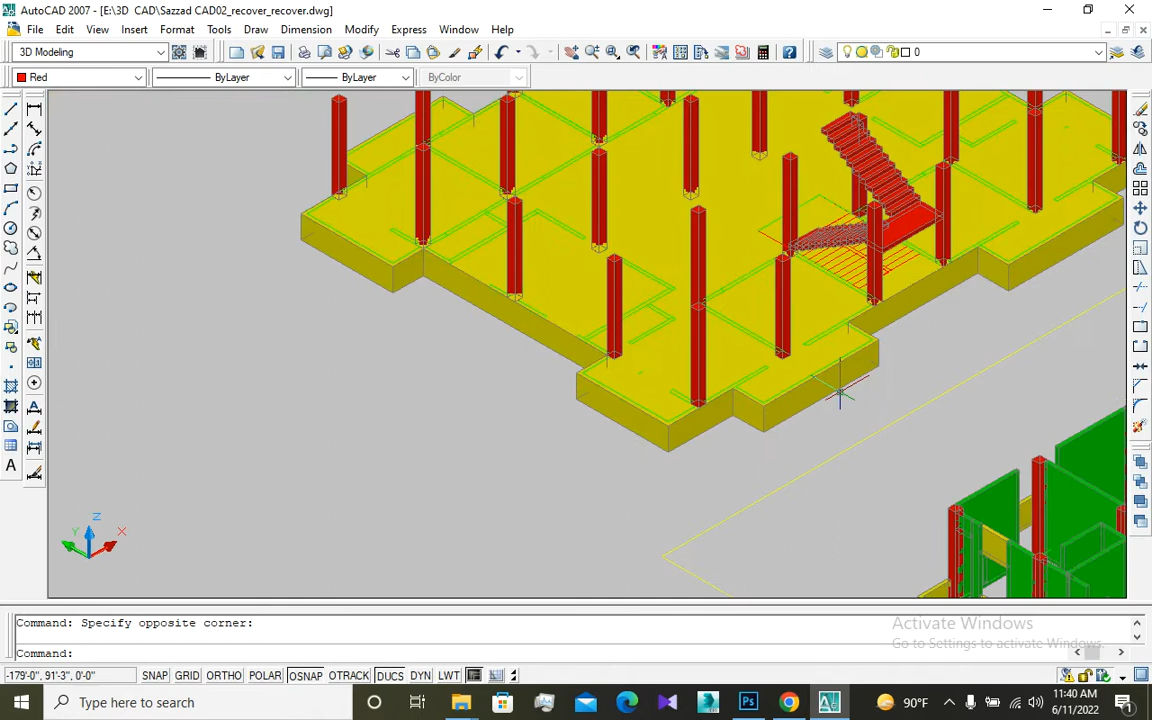 AutoCAD 2007 - [E:\3D CAD\Sazzad CAD02_recover_recover.dwg]
File Edit View Insert Format Tools Draw Dimension Modify Express Window Help
3D Modeling
0
Red
ByLayer
ByLayer
ByColor
Z
Y
X
A
Command: Specify opposite corner:
Command:
Activate Windows
Go to Settings to activate Windows.
-179'-0", 91'-3", 0'-0"
SNAP GRID ORTHO POLAR OSNAP OTRACK DUCS DYN LWT
Type here to search
Ps
90°F
11:40 AM
6/11/2022
1